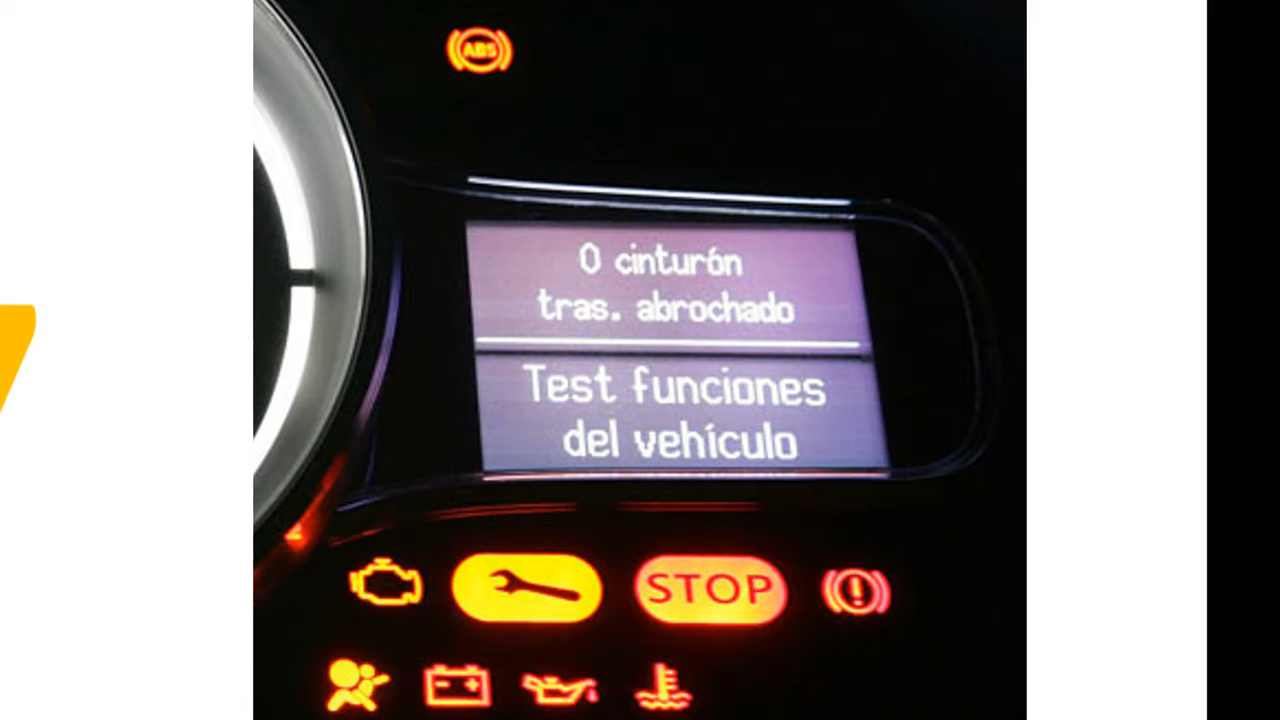 ABS
0 cinturón
tras. abrochado
Test funciones
del vehículo
STOP